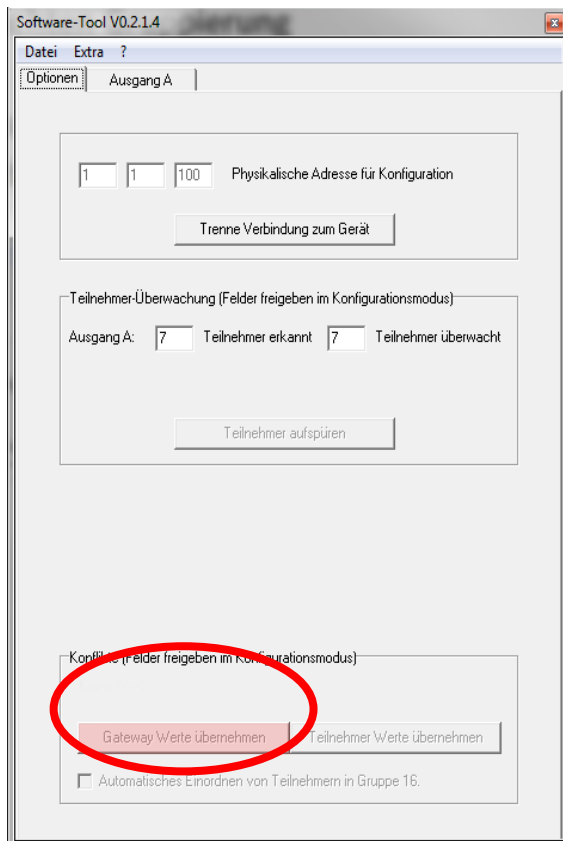 Software-Tool V0.2.1.4
Datei Extra ?
Optionen Ausgang A
1 1 100 Physikalische Adresse für Konfiguration
Trenne Verbindung zum Gerät
Teilnehmer-Überwachung (Felder freigeben im Konfigurationsmodus)
Ausgang A: 7 Teilnehmer erkannt 7 Teilnehmer überwacht
Teilnehmer aufspüren
Konflikte (Felder freigeben im Konfigurationsmodus)
Gateway Werte übernehmen Teilnehmer Werte übernehmen
Automatisches Einordnen von Teilnehmern in Gruppe 16.